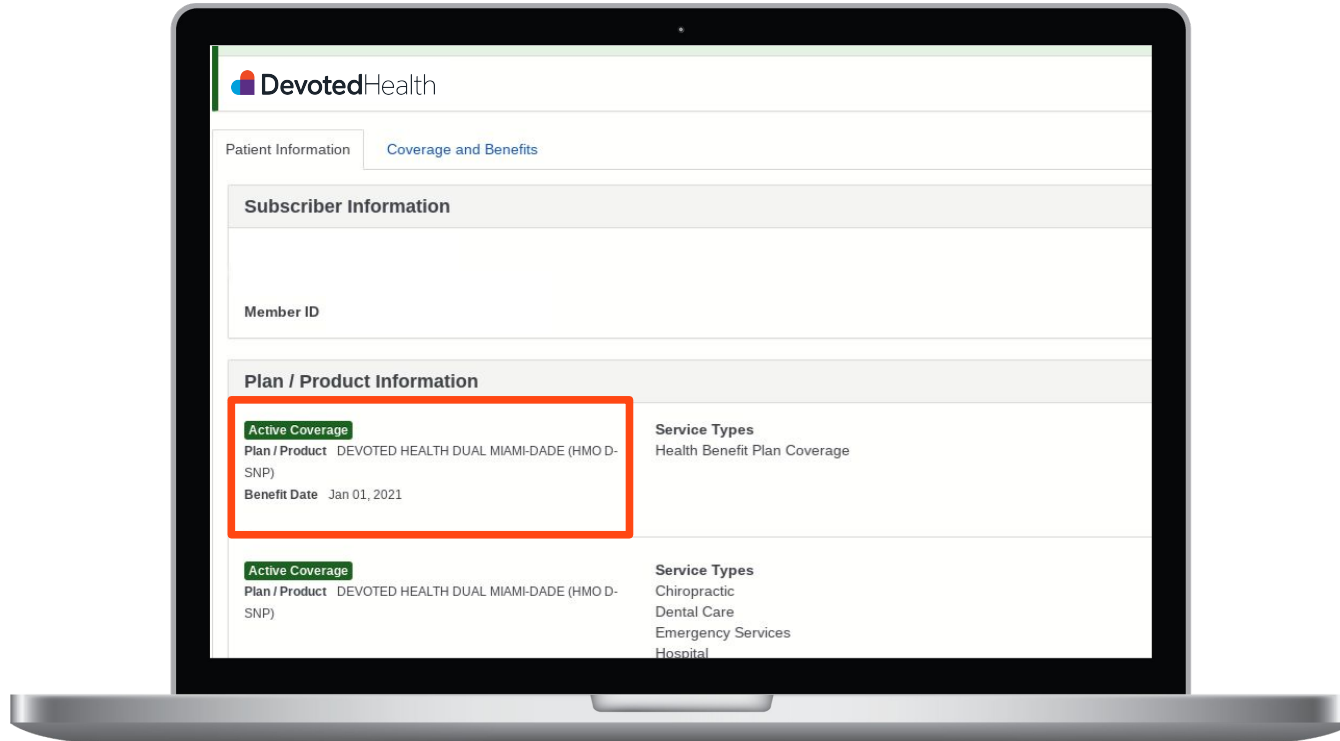 DevotedHealth
Patient Information Coverage and Benefits
Subscriber Information
Member ID
Plan / Product Information
Active Coverage
Plan / Product DEVOTED HEALTH DUAL MIAMI-DADE (HMO D-
SNP)
Benefit Date Jan 01, 2021
Service Types
Health Benefit Plan Coverage
Active Coverage
Plan / Product DEVOTED HEALTH DUAL MIAMI-DADE (HMO D-
SNP)
Service Types
Chiropractic
Dental Care
Emergency Services
Hospital